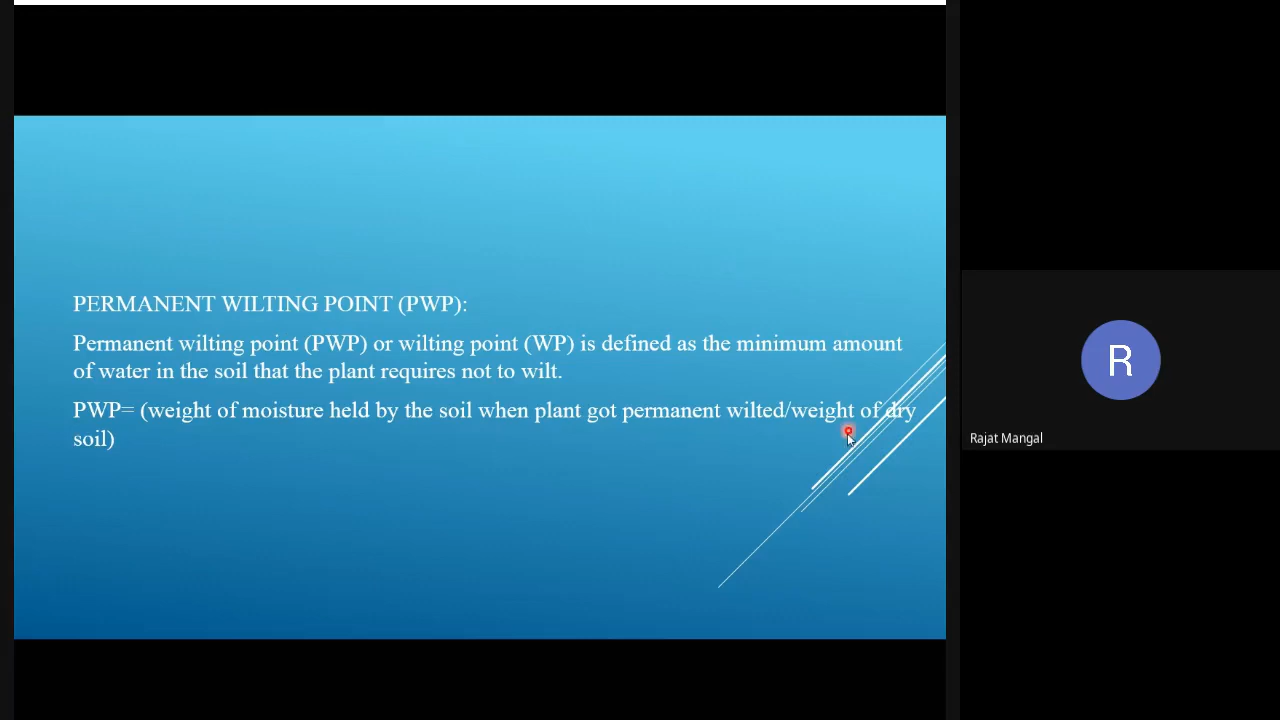 PERMANENT WILTING POINT (PWP):
Permanent wilting point (PWP) or wilting point (WP) is defined as the minimum amount
of water in the soil that the plant requires not to wilt.
PWP= (weight of moisture held by the soil when plant got permanent wilted/weight of dry
soil)
R
Rajat Mangal